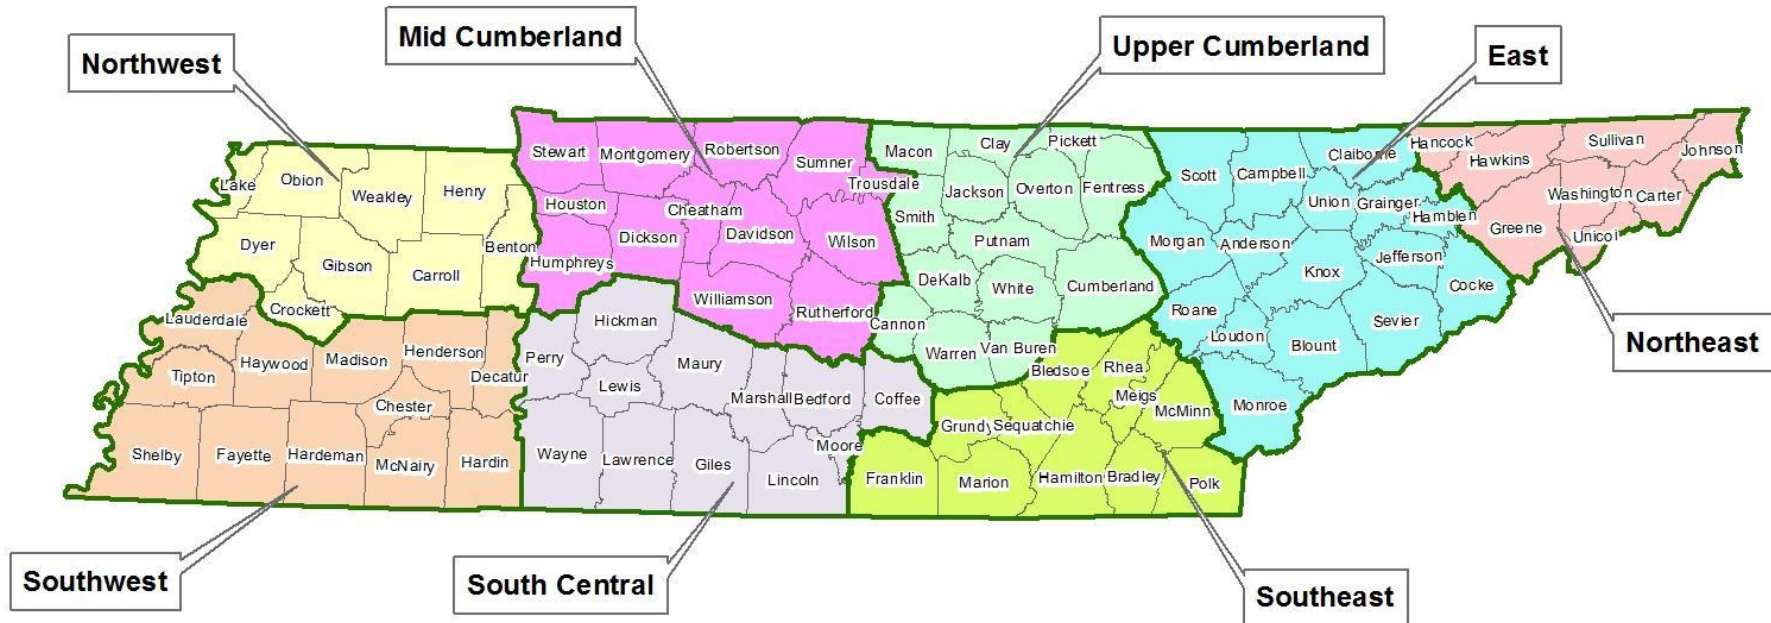 Northwest
Mid Cumberland
Upper Cumberland
East
Lake
Obion
Weakley
Henry
Dyer
Gibson
Carroll
Benton
Crockett
Stewart
Montgomery
Robertson
Sumner
Trousdale
Houston
Cheatham
Dickson
Davidson
Wilson
Humphreys
Williamson
Rutherford
Macon
Clay
Pickett
Jackson
Overton
Fentress
Smith
Putnam
DeKalb
White
Cumberland
Cannon
Warren
Van Buren
Scott
Campbell
Claiborne
Union
Grainger
Hamblen
Morgan
Anderson
Knox
Jefferson
Cocke
Roane
Loudon
Blount
Sevier
Monroe
Hancock
Hawkins
Sullivan
Johnson
Washington
Carter
Greene
Unicoi
Northeast
Lauderdale
Haywood
Madison
Henderson
Decatur
Tipton
Chester
Shelby
Fayette
Hardeman
McNairy
Hardin
Perry
Hickman
Lewis
Maury
Marshall
Bedford
Coffee
Moore
Wayne
Lawrence
Giles
Lincoln
Bledsoe
Rhea
Meigs
McMinn
Grundy
Sequatchie
Franklin
Marion
Hamilton
Bradley
Polk
Southwest
South Central
Southeast